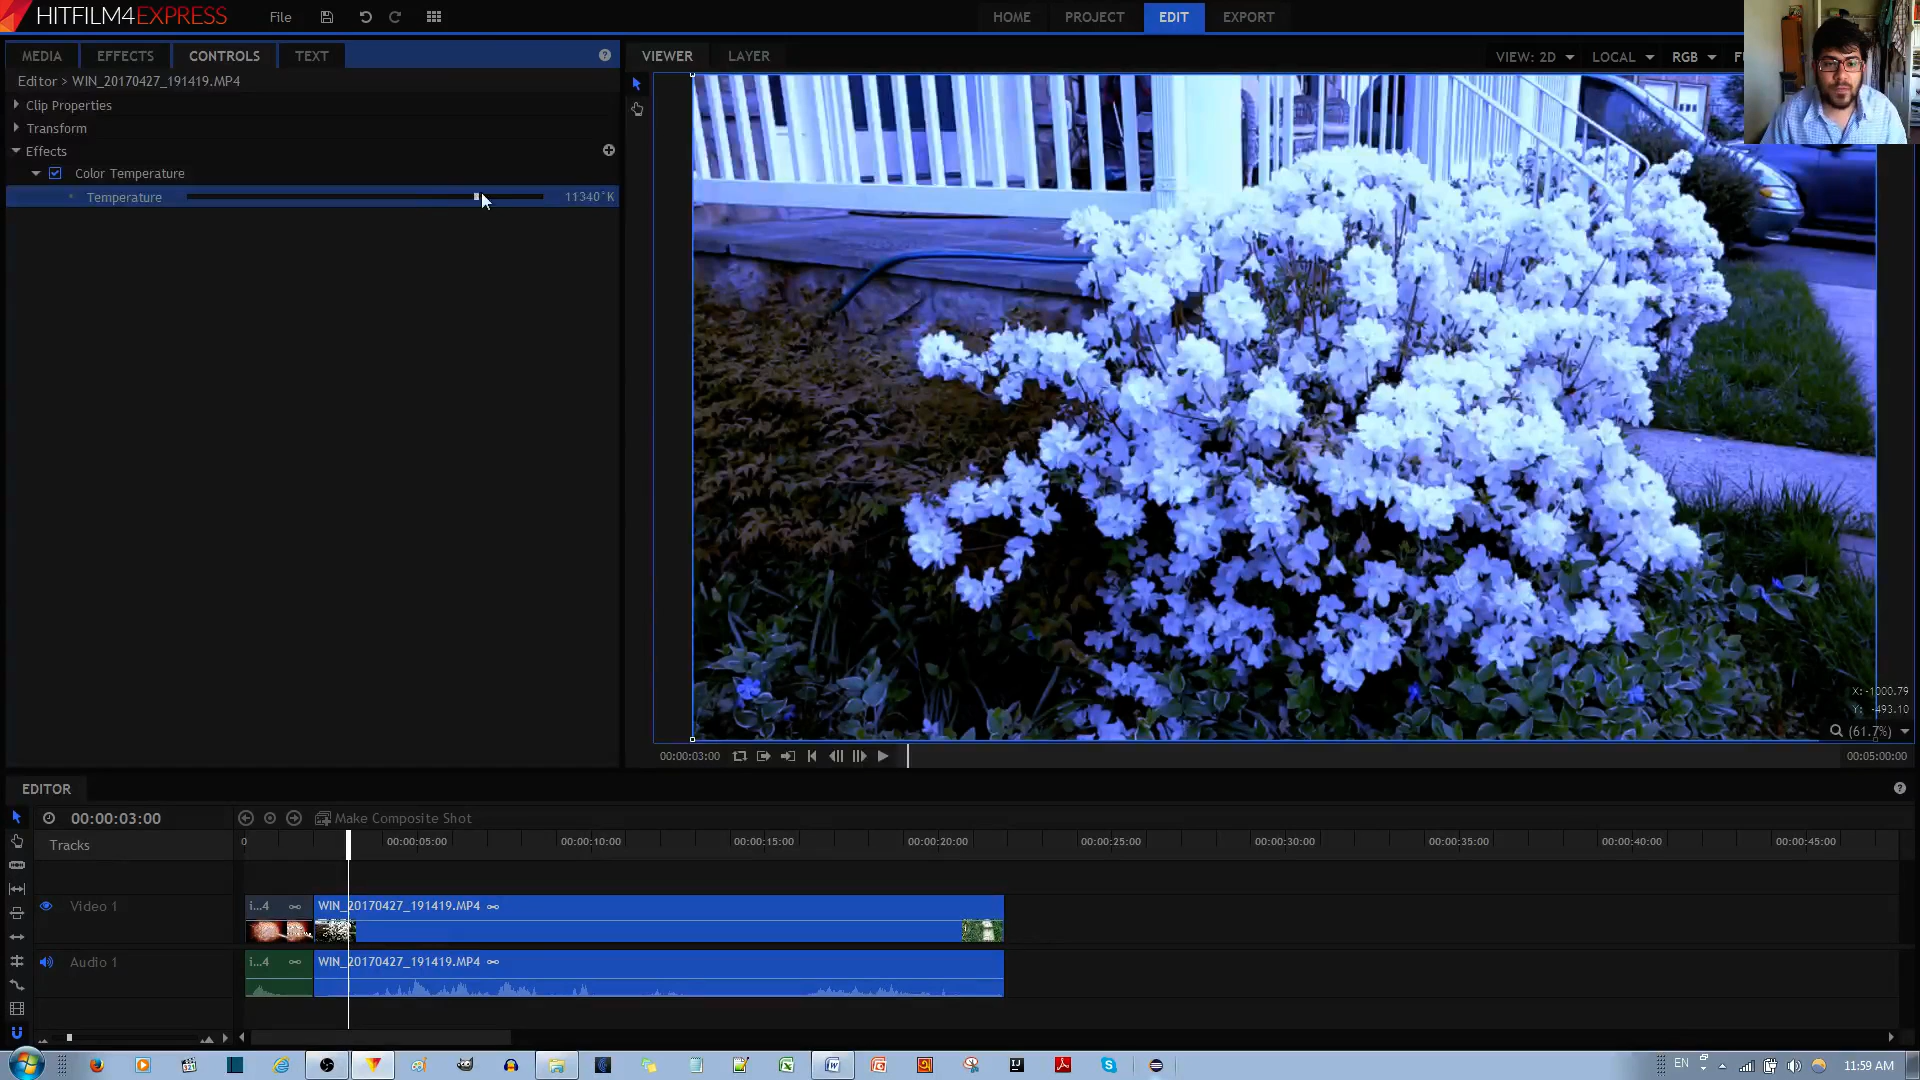 HITFILM4EXPRESS File HOME PROJECT EDIT EXPORT
MEDIA EFFECTS CONTROLS TEXT
VIEWER LAYER VIEW: 2D LOCAL RGB
Editor > WIN_20170427_191419.MP4
Clip Properties
Transform
Effects
Color Temperature
Temperature 11340°K
X: -1000.79
Y: -493.10
(61.7%)
00:00:03:00 00:05:00:00
EDITOR
00:00:03:00 Make Composite Shot
Tracks 0 00:00:05:00 00:00:10:00 00:00:15:00 00:00:20:00 00:00:25:00 00:00:30:00 00:00:35:00 00:00:40:00 00:00:45:00
Video 1 i...4 WIN_20170427_191419.MP4
Audio 1 i...4 WIN_20170427_191419.MP4
EN 11:59 AM